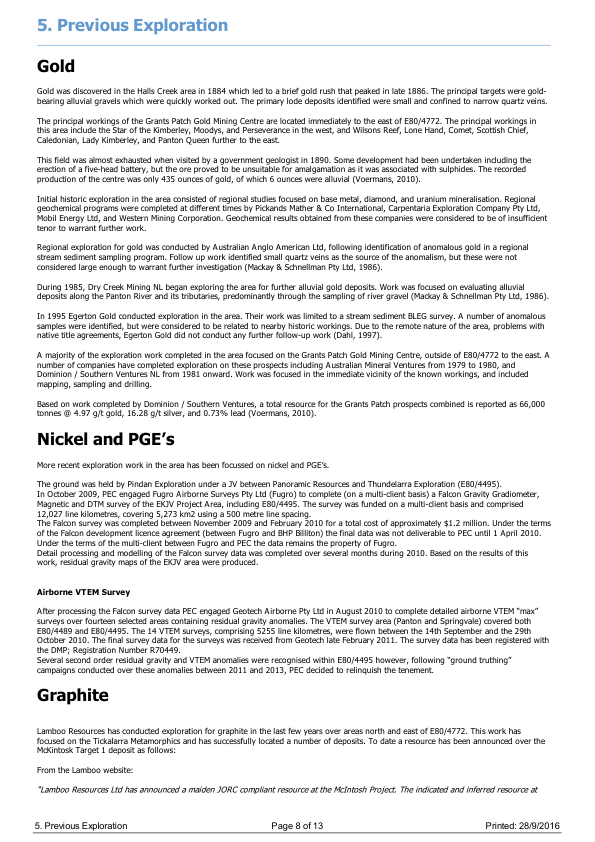 5. Previous Exploration
Gold
Gold was discovered in the Halls Creek area in 1884 which led to a brief gold rush that peaked in late 1886. The principal targets were gold-
bearing alluvial gravels which were quickly worked out. The primary lode deposits identified were small and confined to narrow quartz veins.
The principal workings of the Grants Patch Gold Mining Centre are located immediately to the east of E80/4772. The principal workings in
this area include the Star of the Kimberley, Moodys, and Perseverance in the west, and Wilsons Reef, Lone Hand, Comet, Scottish Chief,
Caledonian, Lady Kimberley, and Panton Queen further to the east.
This field was almost exhausted when visited by a government geologist in 1890. Some development had been undertaken including the
erection of a five-head battery, but the ore proved to be unsuitable for amalgamation as it was associated with sulphides. The recorded
production of the centre was only 435 ounces of gold, of which 6 ounces were alluvial (Voermans, 2010).
Initial historic exploration in the area consisted of regional studies focused on base metal, diamond, and uranium mineralisation. Regional
geochemical programs were completed at different times by Pickands Mather & Co International, Carpentaria Exploration Company Pty Ltd,
Mobil Energy Ltd, and Western Mining Corporation. Geochemical results obtained from these companies were considered to be of insufficient
tenor to warrant further work.
Regional exploration for gold was conducted by Australian Anglo American Ltd, following identification of anomalous gold in a regional
stream sediment sampling program. Follow up work identified small quartz veins as the source of the anomalism, but these were not
considered large enough to warrant further investigation (Mackay & Schnellman Pty Ltd, 1986).
During 1985, Dry Creek Mining NL began exploring the area for further alluvial gold deposits. Work was focused on evaluating alluvial
deposits along the Panton River and its tributaries, predominantly through the sampling of river gravel (Mackay & Schnellman Pty Ltd, 1986).
In 1995 Egerton Gold conducted exploration in the area. Their work was limited to a stream sediment BLEG survey. A number of anomalous
samples were identified, but were considered to be related to nearby historic workings. Due to the remote nature of the area, problems with
native title agreements, Egerton Gold did not conduct any further follow-up work (Dahl, 1997).
A majority of the exploration work completed in the area focused on the Grants Patch Gold Mining Centre, outside of E80/4772 to the east. A
number of companies have completed exploration on these prospects including Australian Mineral Ventures from 1979 to 1980, and
Dominion / Southern Ventures NL from 1981 onward. Work was focused in the immediate vicinity of the known workings, and included
mapping, sampling and drilling.
Based on work completed by Dominion / Southern Ventures, a total resource for the Grants Patch prospects combined is reported as 66,000
tonnes @ 4.97 g/t gold, 16.28 g/t silver, and 0.73% lead (Voermans, 2010).
Nickel and PGE's
More recent exploration work in the area has been focussed on nickel and PGE's.
The ground was held by Pindan Exploration under a JV between Panoramic Resources and Thundelarra Exploration (E80/4495).
In October 2009, PEC engaged Fugro Airborne Surveys Pty Ltd (Fugro) to complete (on a multi-client basis) a Falcon Gravity Gradiometer,
Magnetic and DTM survey of the EKJV Project Area, including E80/4495. The survey was funded on a multi-client basis and comprised
12,027 line kilometres, covering 5,273 km2 using a 500 metre line spacing.
The Falcon survey was completed between November 2009 and February 2010 for a total cost of approximately $1.2 million. Under the terms
of the Falcon development licence agreement (between Fugro and BHP Billiton) the final data was not deliverable to PEC until 1 April 2010.
Under the terms of the multi-client between Fugro and PEC the data remains the property of Fugro.
Detail processing and modelling of the Falcon survey data was completed over several months during 2010. Based on the results of this
work, residual gravity maps of the EKJV area were produced.
Airborne VTEM Survey
After processing the Falcon survey data PEC engaged Geotech Airborne Pty Ltd in August 2010 to complete detailed airborne VTEM "max"
surveys over fourteen selected areas containing residual gravity anomalies. The VTEM survey area (Panton and Springvale) covered both
E80/4489 and E80/4495. The 14 VTEM surveys, comprising 5255 line kilometres, were flown between the 14th September and the 29th
October 2010. The final survey data for the surveys was received from Geotech late February 2011. The survey data has been registered with
the DMP; Registration Number R70449.
Several second order residual gravity and VTEM anomalies were recognised within E80/4495 however, following "ground truthing"
campaigns conducted over these anomalies between 2011 and 2013, PEC decided to relinquish the tenement.
Graphite
Lamboo Resources has conducted exploration for graphite in the last few years over areas north and east of E80/4772. This work has
focused on the Tickalarra Metamorphics and has successfully located a number of deposits. To date a resource has been announced over the
McKintosk Target 1 deposit as follows:
From the Lamboo website:
"Lamboo Resources Ltd has announced a maiden JORC compliant resource at the McIntosh Project. The indicated and inferred resource at
5. Previous Exploration
Page 8 of 13
Printed: 28/9/2016